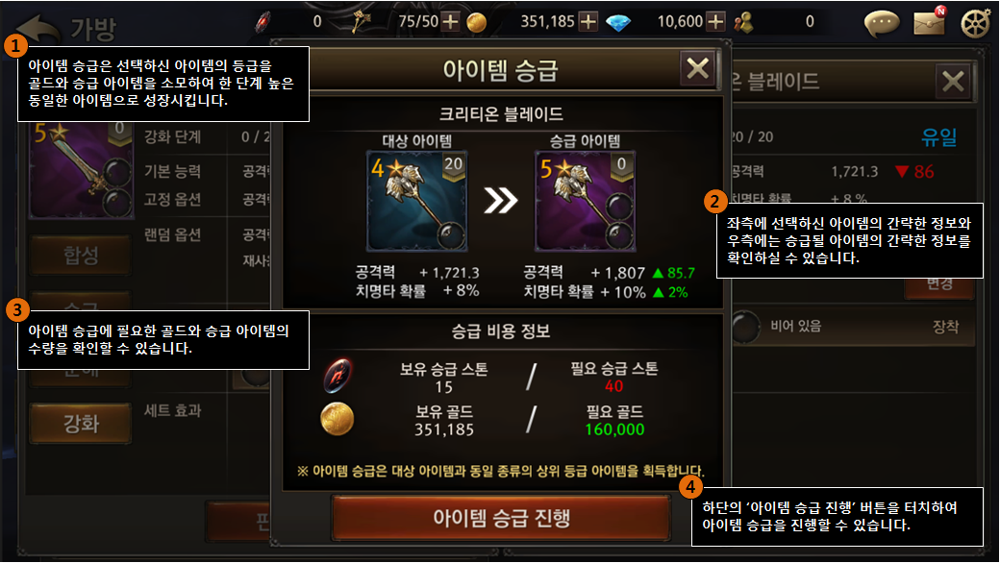 가방
0
75/50
351,185
10,600
0
N
1
아이템 승급은 선택하신 아이템의 등급을
골드와 승급 아이템을 소모하여 한 단계 높은
동일한 아이템으로 성장시킵니다.
아이템 승급
크리티온 블레이드
대상 아이템
승급 아이템
4
20
5
0
공격력 + 1,721.3
치명타 확률 + 8%
공격력 + 1,807 ▲ 85.7
치명타 확률 + 10% ▲ 2%
5
0
강화 단계
0 / 2
기본 능력
공격
고정 옵션
공격
랜덤 옵션
공격
재사
합성
승급
분해
강화
세트 효과
온 블레이드
20 / 20
유일
공격력
1,721.3
▼ 86
치명타 확률
+ 8 %
2
좌측에 선택하신 아이템의 간략한 정보와
우측에는 승급될 아이템의 간략한 정보를
확인하실 수 있습니다.
변경
비어 있음
장착
3
아이템 승급에 필요한 골드와 승급 아이템의
수량을 확인할 수 있습니다.
승급 비용 정보
보유 승급 스톤
15
/
필요 승급 스톤
40
보유 골드
351,185
/
필요 골드
160,000
※ 아이템 승급은 대상 아이템과 동일 종류의 상위 등급 아이템을 획득합니다.
아이템 승급 진행
4
하단의 ‘아이템 승급 진행’ 버튼을 터치하여
아이템 승급을 진행할 수 있습니다.